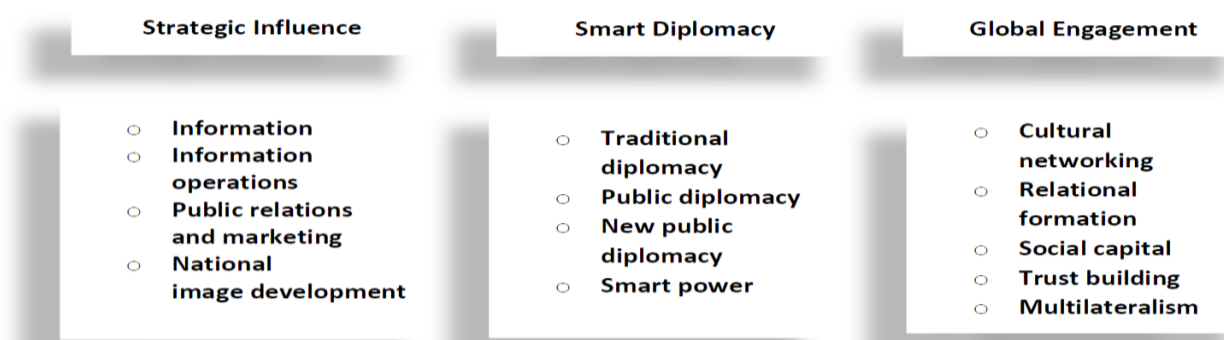 Strategic Influence
○ Information
○ Information
operations
○ Public relations
and marketing
○ National
image development
Smart Diplomacy
○ Traditional
diplomacy
○ Public diplomacy
○ New public
diplomacy
○ Smart power
Global Engagement
○ Cultural
networking
○ Relational
formation
○ Social capital
○ Trust building
○ Multilateralism